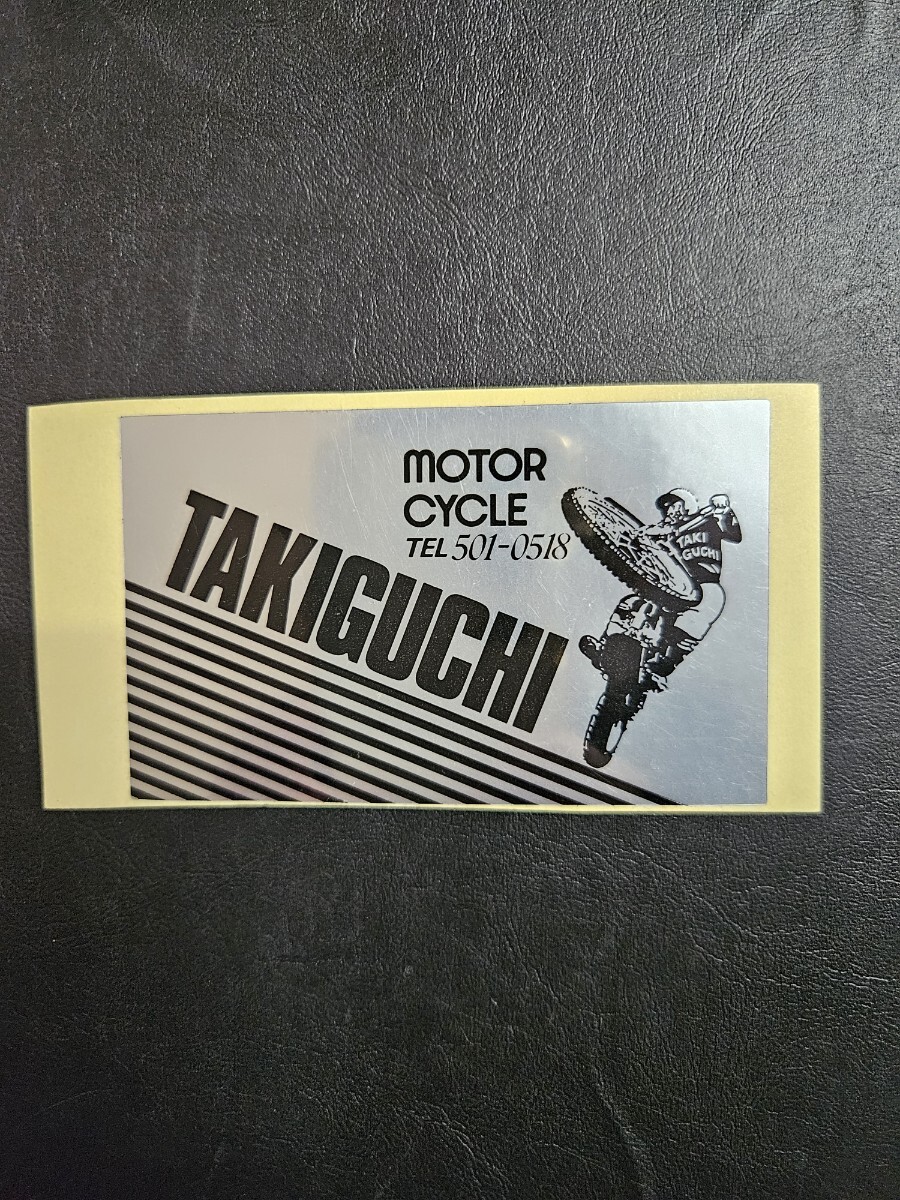 MOTOR
CYCLE
TEL 501-0518
TAKIGUCHI
TAKI
GUCHI